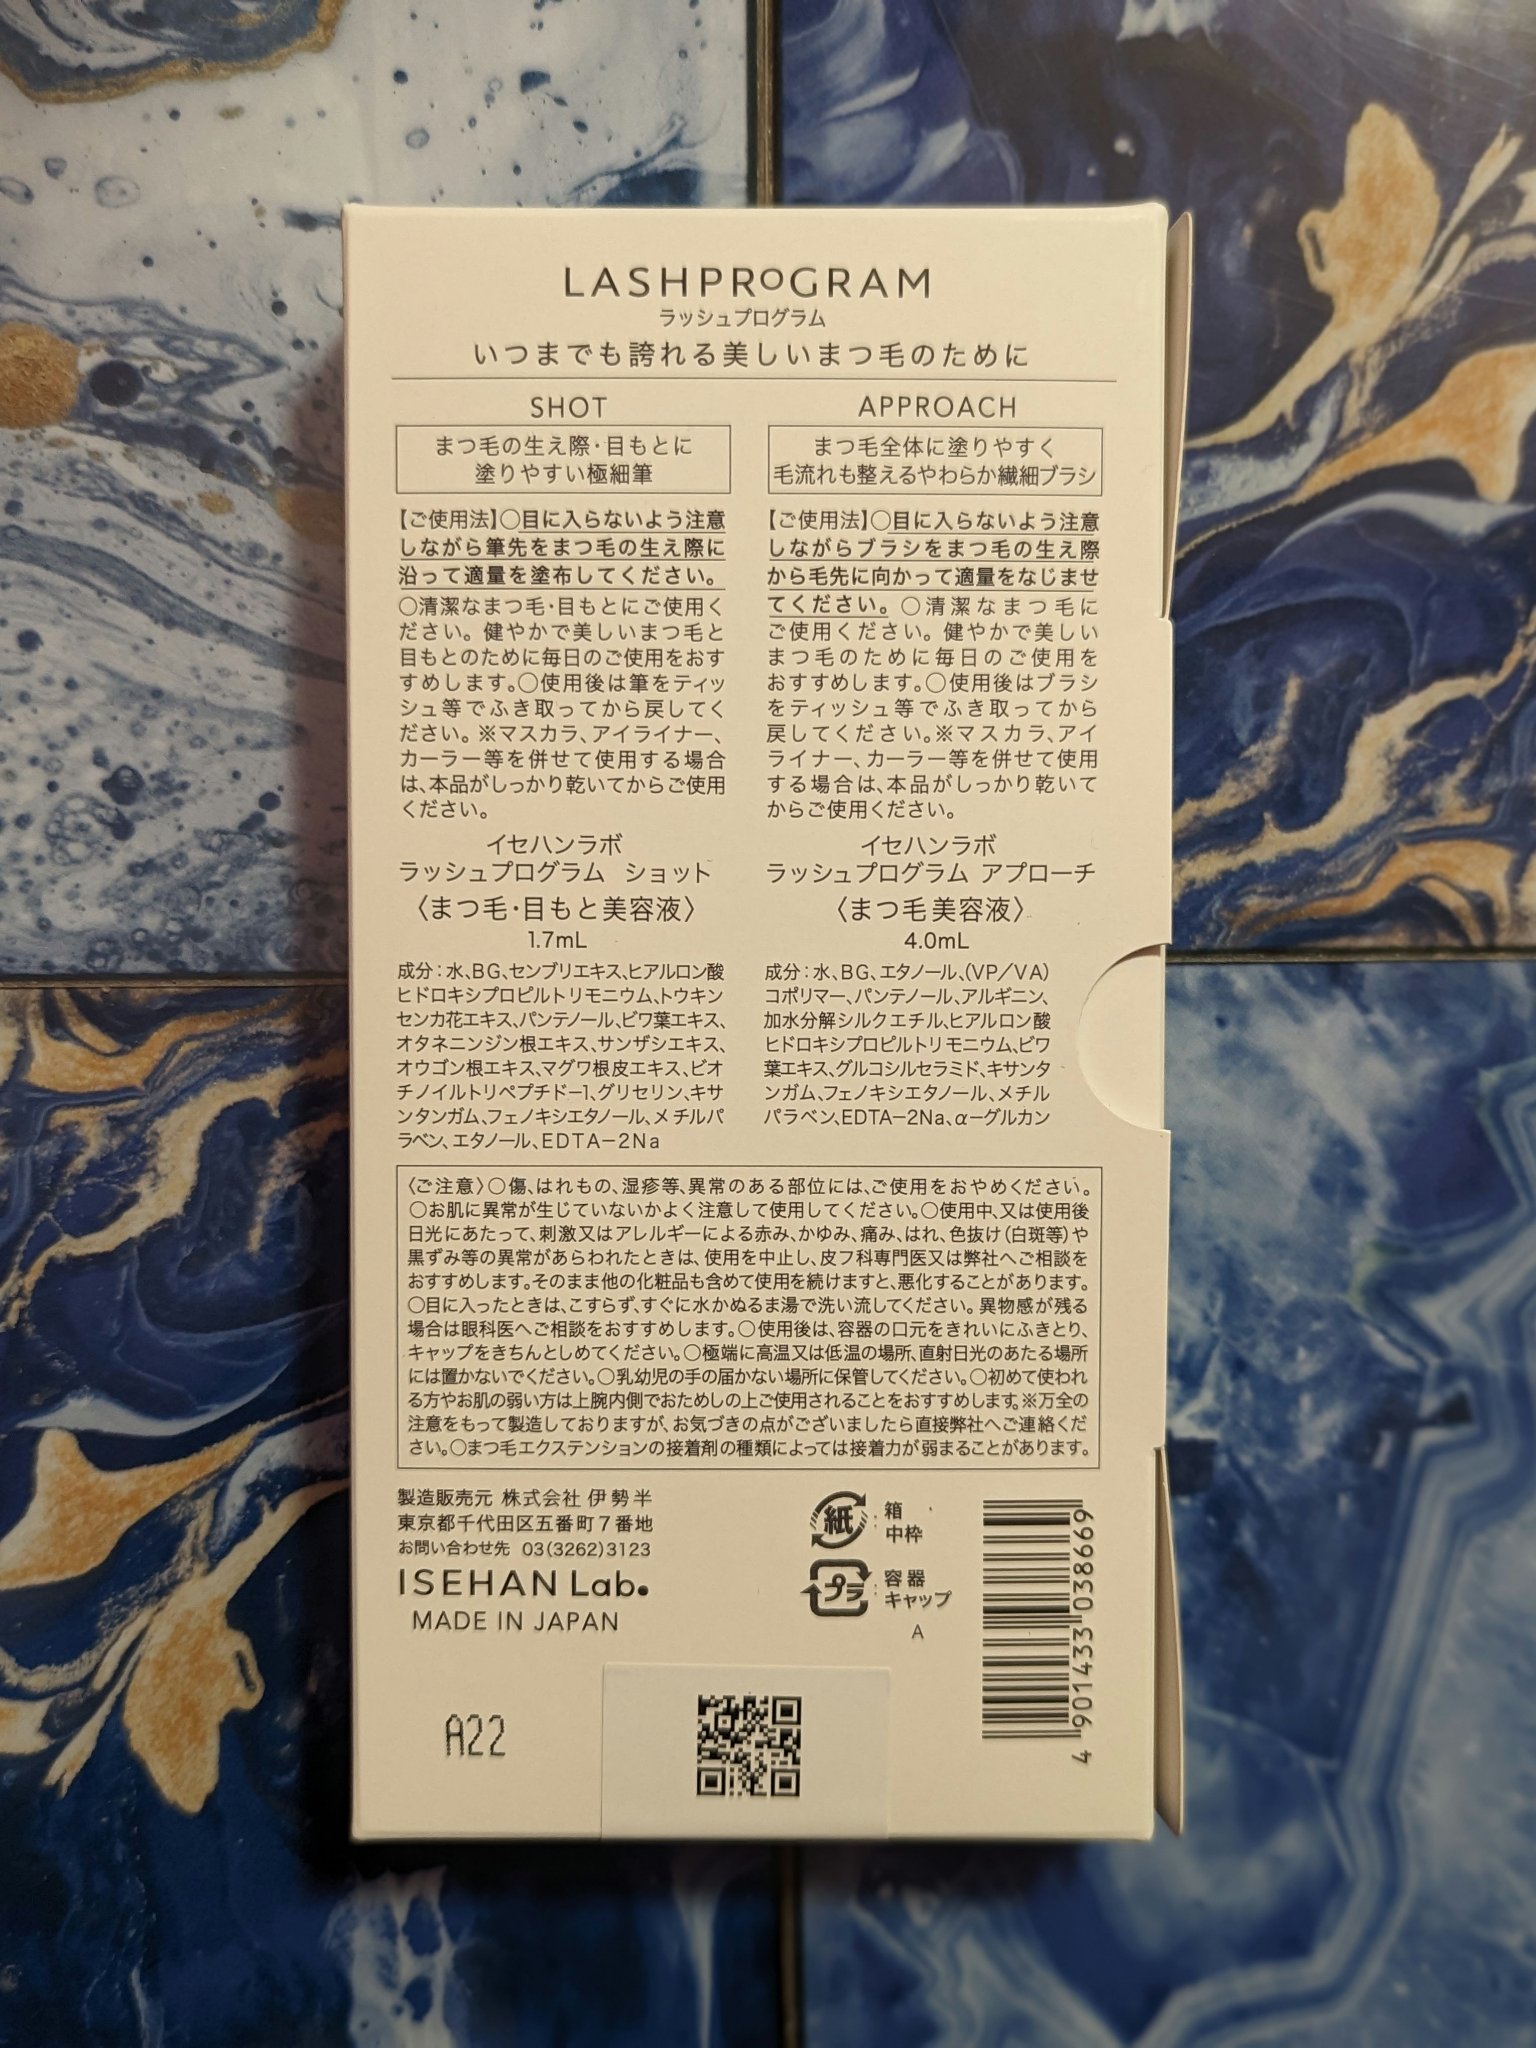 LASHPROGRAM
ラッシュプログラム
いつまでも誇れる美しいまつ毛のために
SHOT
まつ毛の生え際・目もとに
塗りやすい極細筆
【ご使用法】○目に入らないよう注意
しながら筆先をまつ毛の生え際に
沿って適量を塗布してください。
○清潔なまつ毛・目もとにご使用く
ださい。健やかで美しいまつ毛と
目もとのために毎日のご使用をおす
すめします。○使用後は筆をティッ
シュ等でふき取ってから戻してく
ださい。※マスカラ、アイライナー、
カーラー等を併せて使用する場合
は、本品がしっかり乾いてからご使用
ください。
イセハンラボ
ラッシュプログラム ショット
〈まつ毛・目もと美容液〉
1.7mL
成分：水、BG、センブリエキス、ヒアルロン酸
ヒドロキシプロピルトリモニウム、トウキン
センカ花エキス、パンテノール、ビワ葉エキス、
オタネニンジン根エキス、サンザシエキス、
オウゴン根エキス、マグワ根皮エキス、ビオ
チノイルトリペプチド-1、グリセリン、キサ
ンタンガム、フェノキシエタノール、メチルパ
ラベン、エタノール、EDTA-2Na
APPROACH
まつ毛全体に塗りやすく
毛流れも整えるやわらか繊細ブラシ
【ご使用法】○目に入らないよう注意
しながらブラシをまつ毛の生え際
から毛先に向かって適量をなじませ
てください。○清潔なまつ毛に
ご使用ください。健やかで美しい
まつ毛のために毎日のご使用を
おすすめします。○使用後はブラシ
をティッシュ等でふき取ってから
戻してください。※マスカラ、アイ
ライナー、カーラー等を併せて使用
する場合は、本品がしっかり乾いて
からご使用ください。
イセハンラボ
ラッシュプログラム アプローチ
〈まつ毛美容液〉
4.0mL
成分：水、BG、エタノール、(VP/VA)
コポリマー、パンテノール、アルギニン、
加水分解シルクエチル、ヒアルロン酸
ヒドロキシプロピルトリモニウム、ビワ
葉エキス、グルコシルセラミド、キサンタ
ンガム、フェノキシエタノール、メチル
パラベン、EDTA-2Na、α-グルカン
〈ご注意〉○傷、はれもの、湿疹等、異常のある部位には、ご使用をおやめください。
○お肌に異常が生じていないかよく注意して使用してください。○使用中、又は使用後
日光にあたって、刺激又はアレルギーによる赤み、かゆみ、痛み、はれ、色抜け(白斑等)や
黒ずみ等の異常があらわれたときは、使用を中止し、皮フ科専門医又は弊社へご相談を
おすすめします。そのまま他の化粧品も含めて使用を続けますと、悪化することがあります。
○目に入ったときは、こすらず、すぐに水かぬるま湯で洗い流してください。異物感が残る
場合は眼科医へご相談をおすすめします。○使用後は、容器の口元をきれいにふきとり、
キャップをきちんとしめてください。○極端に高温又は低温の場所、直射日光のあたる場所
には置かないでください。○乳幼児の手の届かない場所に保管してください。○初めて使われ
る方やお肌の弱い方は上腕内側でおためしの上ご使用されることをおすすめします。※万全の
注意をもって製造しておりますが、お気づきの点がございましたら直接弊社へご連絡くだ
さい。○まつ毛エクステンションの接着剤の種類によっては接着力が弱まることがあります。
製造販売元 株式会社 伊勢半
東京都千代田区五番町7番地
お問い合わせ先 03(3262)3123
ISEHAN Lab.
MADE IN JAPAN
紙：箱
中枠
プラ：容器
キャップ
A
4 901433 038669
A22